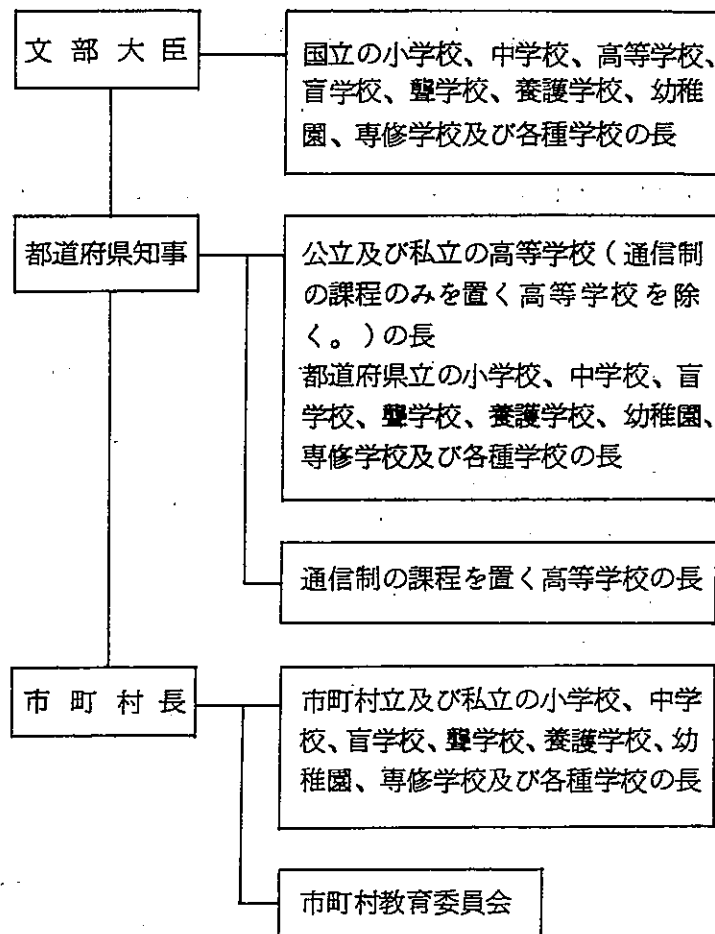 文部大臣
国立の小学校、中学校、高等学校、
盲学校、聾学校、養護学校、幼稚
園、専修学校及び各種学校の長
都道府県知事
公立及び私立の高等学校(通信制
の課程のみを置く高等学校を除
く。)の長
都道府県立の小学校、中学校、盲
学校、聾学校、養護学校、幼稚園、
専修学校及び各種学校の長
通信制の課程を置く高等学校の長
市町村長
市町村立及び私立の小学校、中学
校、盲学校、聾学校、養護学校、幼
稚園、専修学校及び各種学校の長
市町村教育委員会